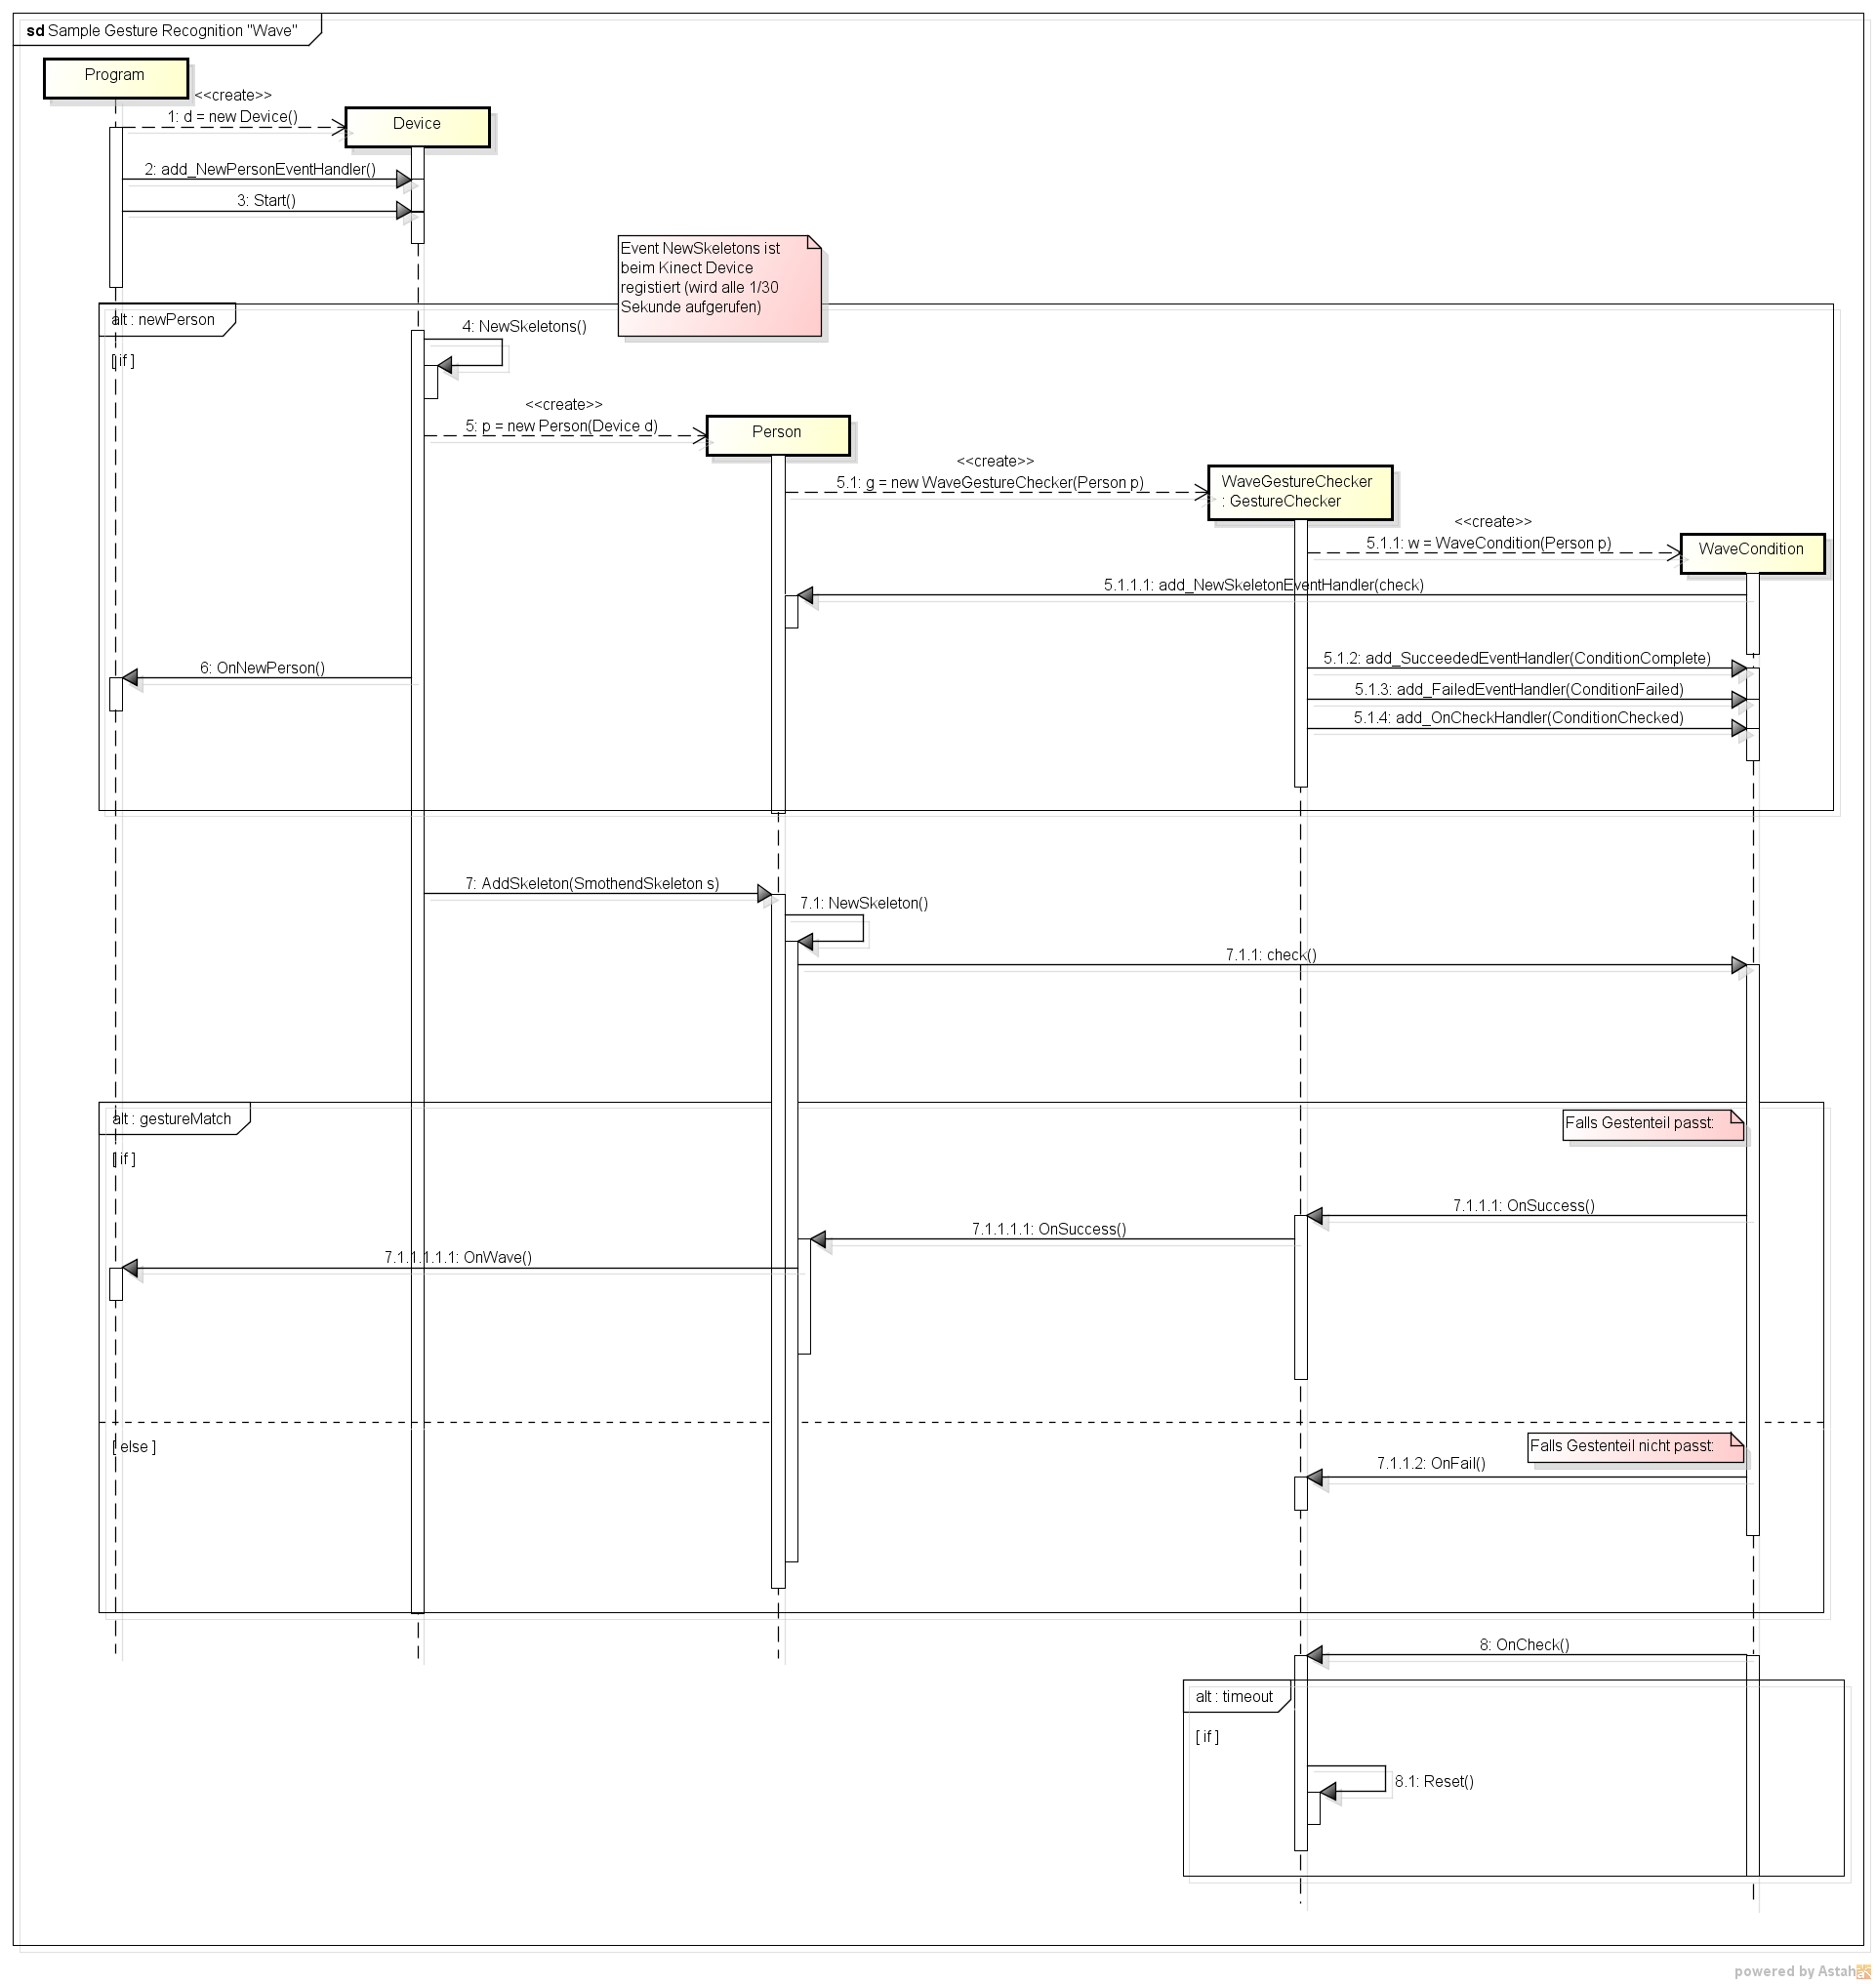 sd Sample Gesture Recognition "Wave"
Program
<<create>>
1: d = new Device()
Device
2: add_NewPersonEventHandler()
3: Start()
Event NewSkeletons ist
beim Kinect Device
registiert (wird alle 1/30
Sekunde aufgerufen)
alt : newPerson
[ if ]
4: NewSkeletons()
<<create>>
5: p = new Person(Device d)
Person
<<create>>
5.1: g = new WaveGestureChecker(Person p)
WaveGestureChecker
: GestureChecker
<<create>>
5.1.1: w = WaveCondition(Person p)
WaveCondition
5.1.1.1: add_NewSkeletonEventHandler(check)
6: OnNewPerson()
5.1.2: add_SucceededEventHandler(ConditionComplete)
5.1.3: add_FailedEventHandler(ConditionFailed)
5.1.4: add_OnCheckHandler(ConditionChecked)
7: AddSkeleton(SmothendSkeleton s)
7.1: NewSkeleton()
7.1.1: check()
alt : gestureMatch
Falls Gestenteil passt:
[ if ]
7.1.1.1: OnSuccess()
7.1.1.1.1: OnSuccess()
7.1.1.1.1.1: OnWave()
[ else ]
Falls Gestenteil nicht passt:
7.1.1.2: OnFail()
8: OnCheck()
alt : timeout
[ if ]
8.1: Reset()
powered by Astah